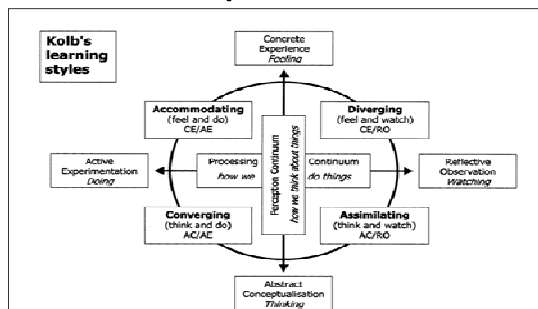 Kolb's
learning
styles
Concrete
Experience
Feeling
Accommodating
(feel and do)
CE/AE
Diverging
(feel and watch)
CE/RO
Active
Experimentation
Doing
Processing
how we
Perception Continuum
how we think about things
Continuum
do things
Reflective
Observation
Watching
Converging
(think and do)
AC/AE
Assimilating
(think and watch)
AC/RO
Abstract
Conceptualisation
Thinking